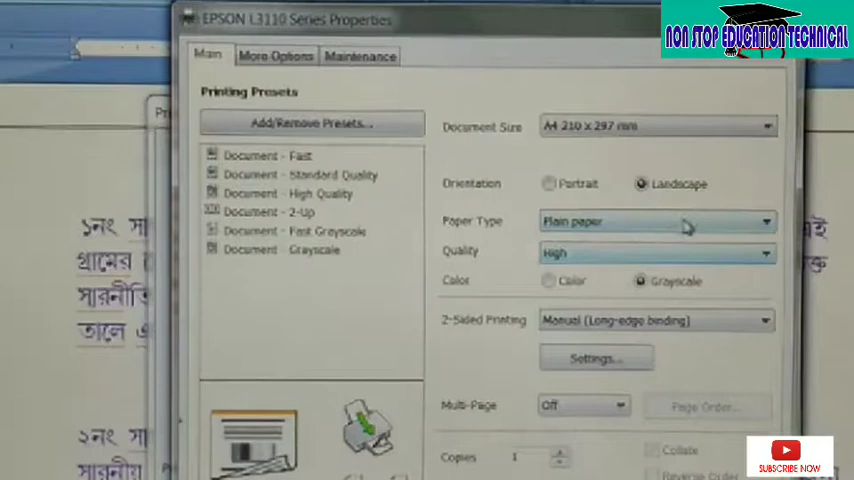 EPSON L3110 Series Properties
NON STOP EDUCATION TECHNICAL
Main
More Options
Maintenance
Printing Presets
Add/Remove Presets...
Document - Fast
Document - Standard Quality
Document - High Quality
Document - 2-Up
Document - Fast Grayscale
Document - Grayscale
Document Size
A4 210 x 297 mm
Orientation
Portrait
Landscape
Paper Type
Plain paper
Quality
High
Color
Color
Grayscale
2-Sided Printing
Manual (Long-edge binding)
Settings...
Multi-Page
Off
Page Order...
Copies
1
Collate
Reverse Order
১নং সা
গ্রামের
সারনীতি
তালে এ
২নং সা
সারনীয়
এই
SUBSCRIBE NOW